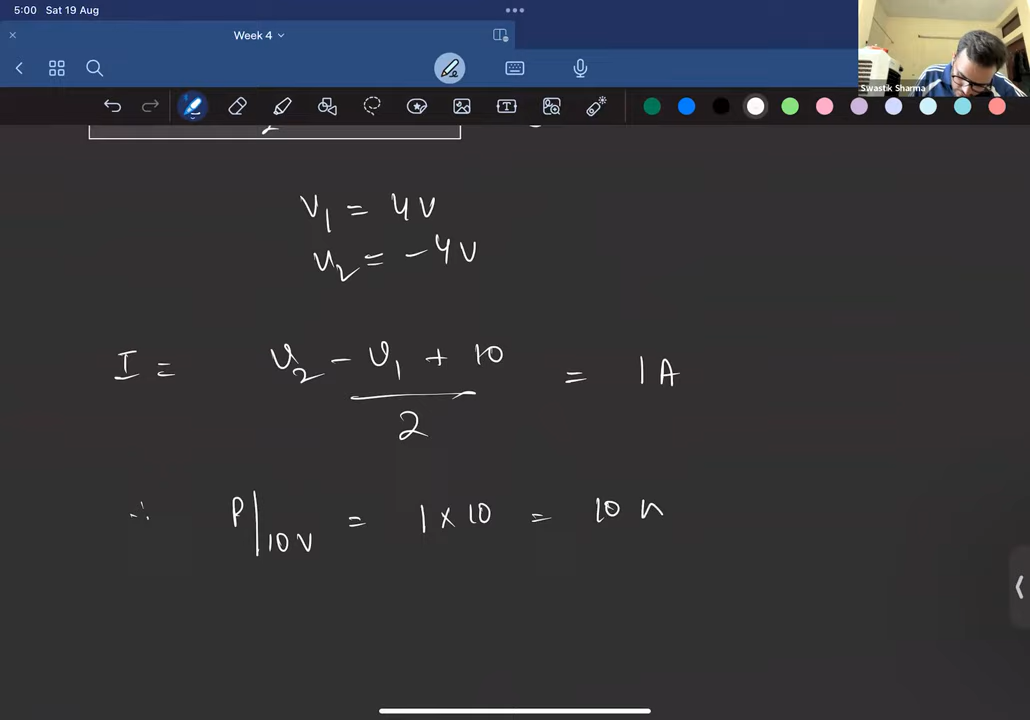 5:00 Sat 19 Aug
Week 4
Swastik Sharma
V1 = 4V
V2 = -4V
I = V2 - V1 + 10 / 2 = 1 A
∴ P|10V = 1 × 10 = 10